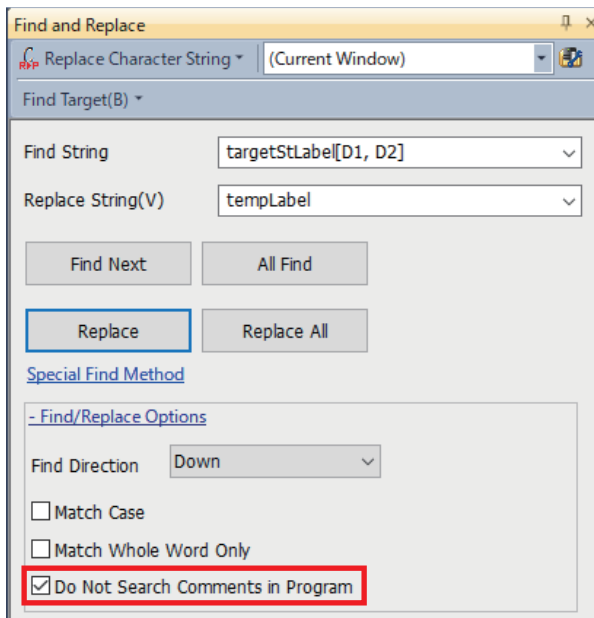 Find and Replace
Replace Character String (Current Window)
Find Target(B)
Find String targetStLabel[D1, D2]
Replace String(V) tempLabel
Find Next All Find
Replace Replace All
Special Find Method
- Find/Replace Options
Find Direction Down
Match Case
Match Whole Word Only
Do Not Search Comments in Program